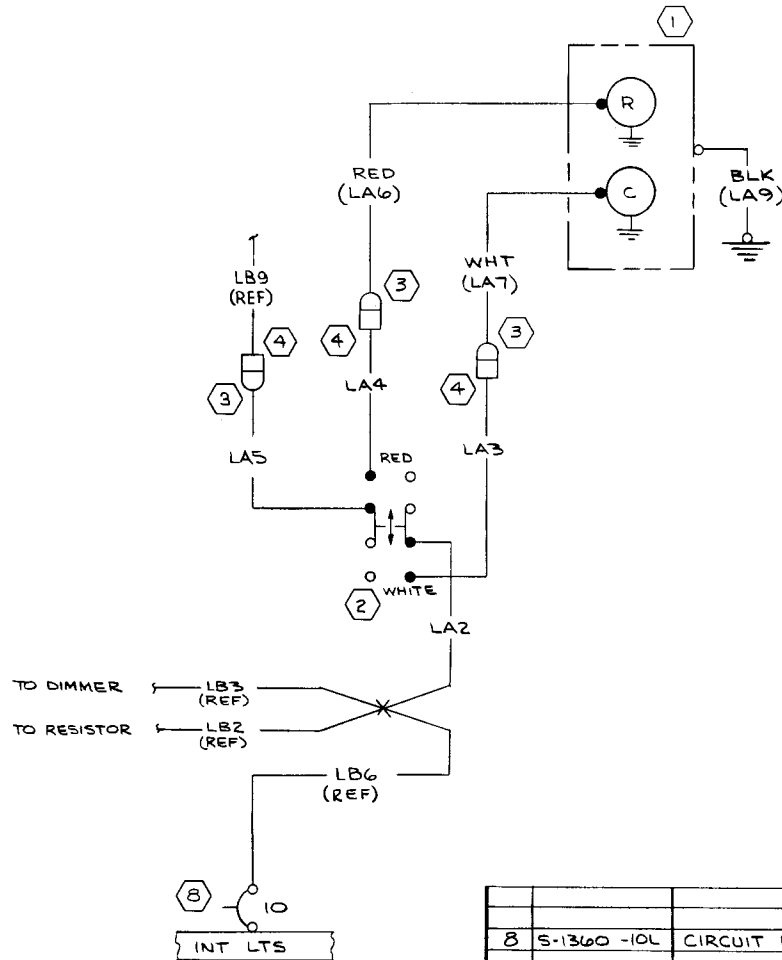 1
R
RED
(LA6)
C
BLK
(LA9)
WHT
(LA7)
LB9
(REF)
3
4
4
3
3
4
LA4
LA5
LA3
RED
2
WHITE
LA2
TO DIMMER
LB3
(REF)
TO RESISTOR
LB2
(REF)
LB6
(REF)
8
10
INT LTS
8 S-1360 -10L CIRCUIT